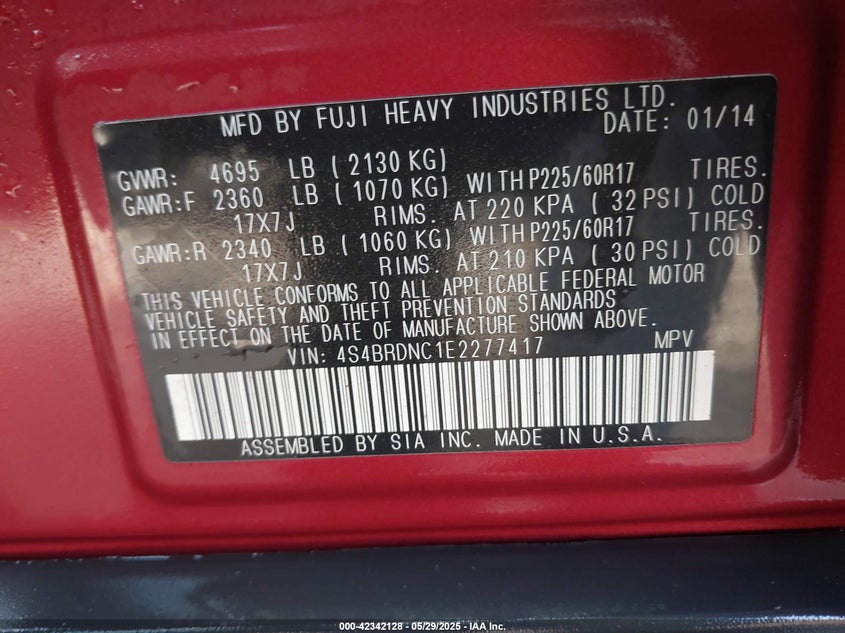 MFD BY FUJI HEAVY INDUSTRIES LTD.
DATE: 01/14
GVWR: 4695 LB ( 2130 KG)
GAWR:F 2360 LB ( 1070 KG) WITH P225/60R17 TIRES.
17X7J RIMS. AT 220 KPA ( 32 PSI) COLD
GAWR:R 2340 LB ( 1060 KG) WITH P225/60R17 TIRES.
17X7J RIMS. AT 210 KPA ( 30 PSI) COLD
THIS VEHICLE CONFORMS TO ALL APPLICABLE FEDERAL MOTOR
VEHICLE SAFETY AND THEFT PREVENTION STANDARDS
IN EFFECT ON THE DATE OF MANUFACTURE SHOWN ABOVE.
VIN: 4S4BRDNC1E2277417 MPV
ASSEMBLED BY SIA INC. MADE IN U.S.A.
000-42342128 - 05/29/2025 - IAA Inc.